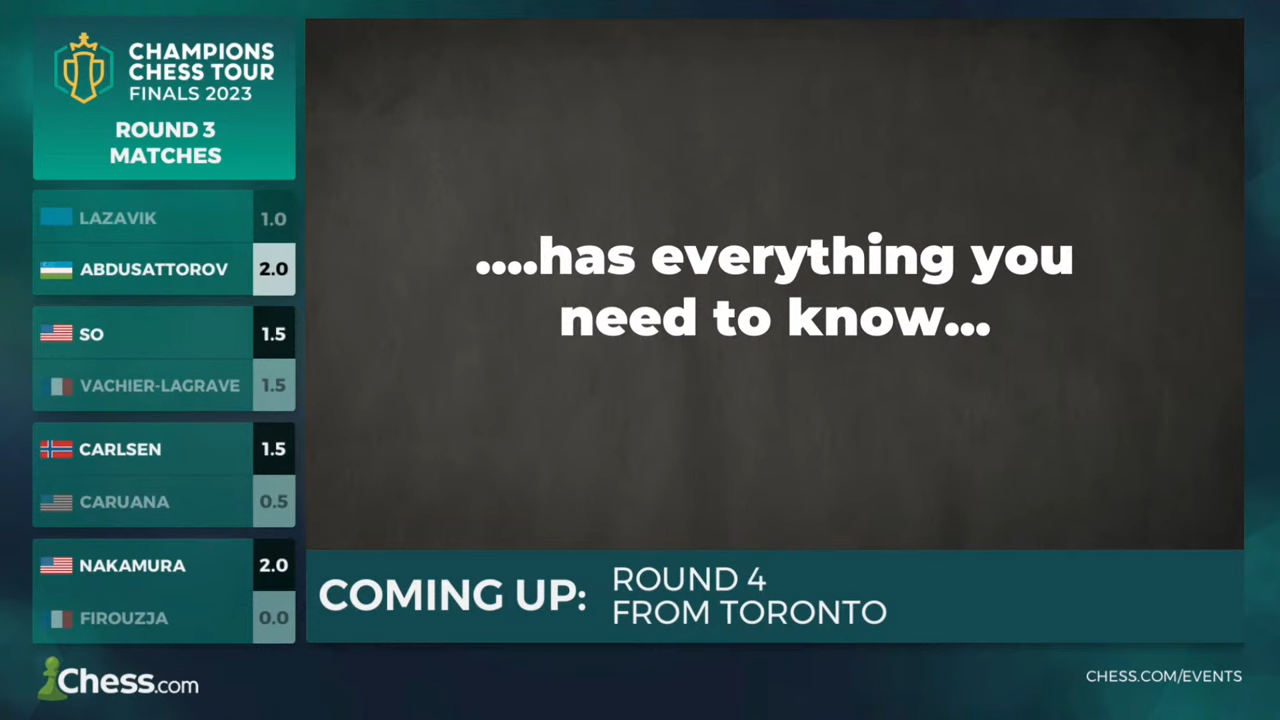 CHAMPIONS
CHESS TOUR
FINALS 2023
ROUND 3
MATCHES
LAZAVIK 1.0
ABDUSATTOROV 2.0
SO 1.5
VACHIER-LAGRAVE 1.5
CARLSEN 1.5
CARUANA 0.5
NAKAMURA 2.0
FIROUZJA 0.0
....has everything you
need to know...
COMING UP:
ROUND 4
FROM TORONTO
Chess.com
CHESS.COM/EVENTS